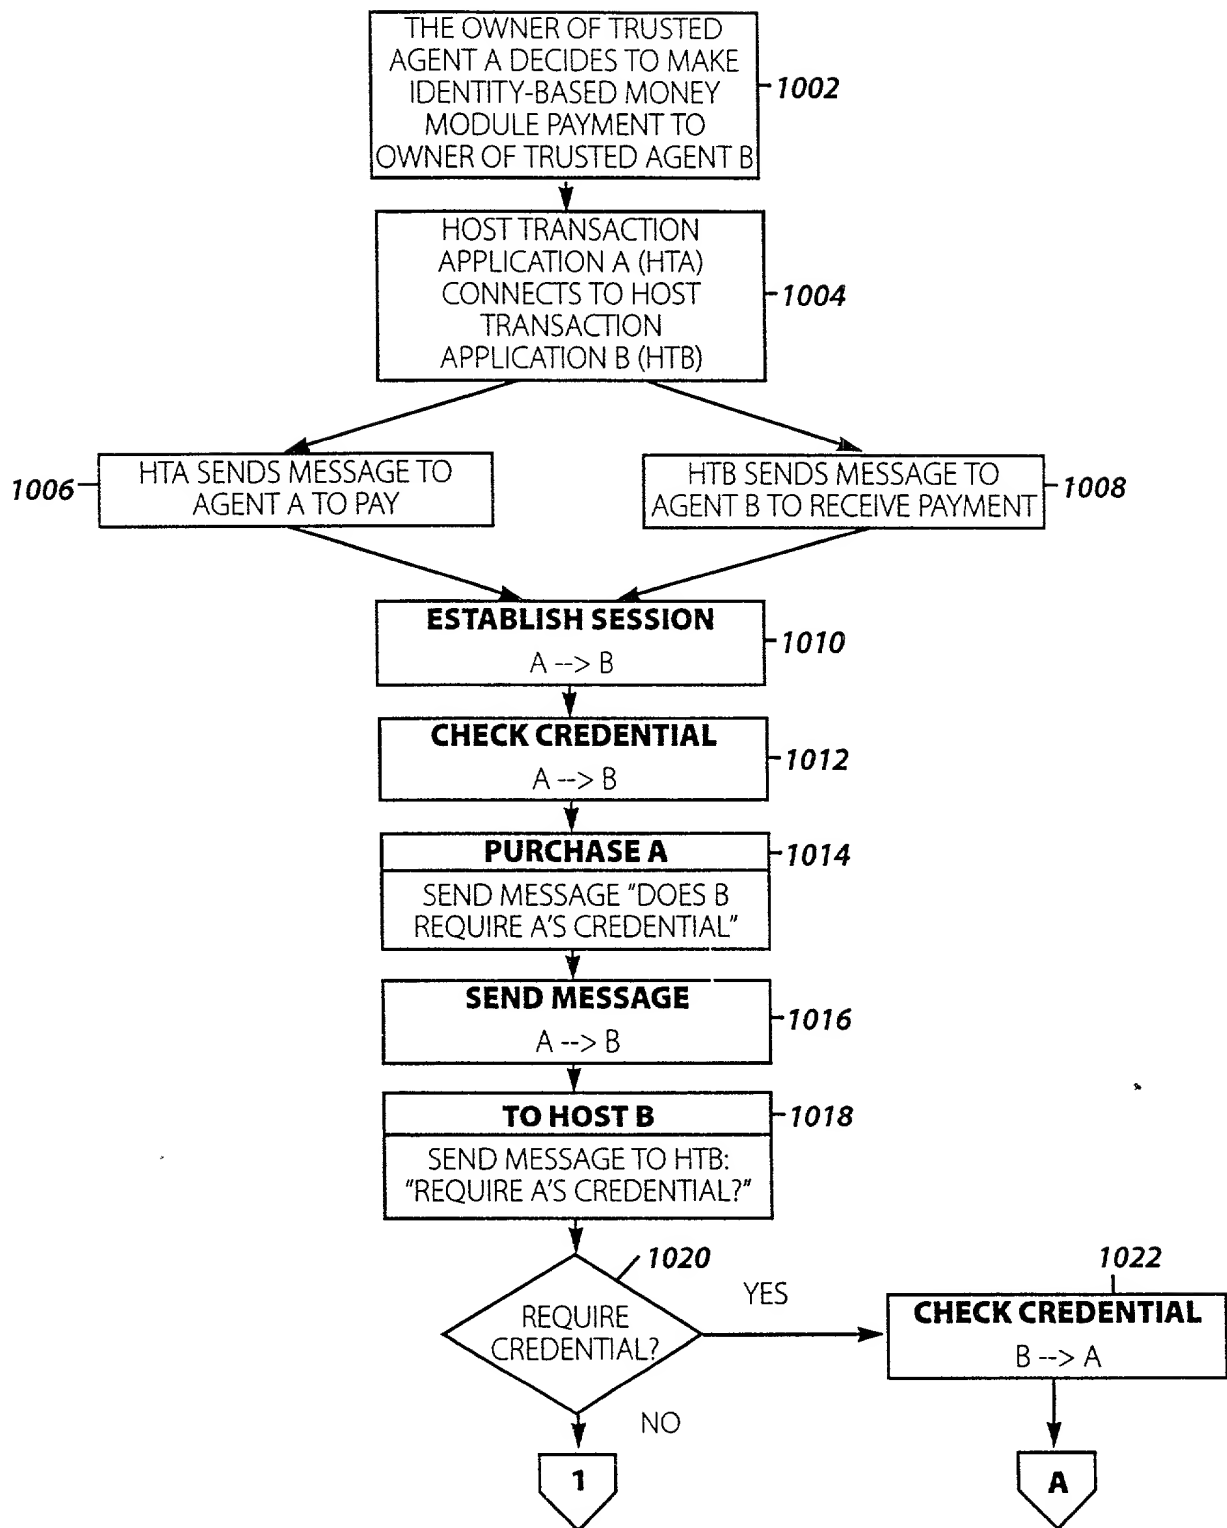 THE OWNER OF TRUSTED
AGENT A DECIDES TO MAKE
IDENTITY-BASED MONEY
MODULE PAYMENT TO
OWNER OF TRUSTED AGENT B
1002
HOST TRANSACTION
APPLICATION A (HTA)
CONNECTS TO HOST
TRANSACTION
APPLICATION B (HTB)
1004
1006
HTA SENDS MESSAGE TO
AGENT A TO PAY
HTB SENDS MESSAGE TO
AGENT B TO RECEIVE PAYMENT
1008
ESTABLISH SESSION
A --> B
1010
CHECK CREDENTIAL
A --> B
1012
PURCHASE A
1014
SEND MESSAGE "DOES B
REQUIRE A'S CREDENTIAL"
SEND MESSAGE
A --> B
1016
TO HOST B
1018
SEND MESSAGE TO HTB:
"REQUIRE A'S CREDENTIAL?"
1020
REQUIRE
CREDENTIAL?
YES
1022
CHECK CREDENTIAL
B --> A
NO
1
A